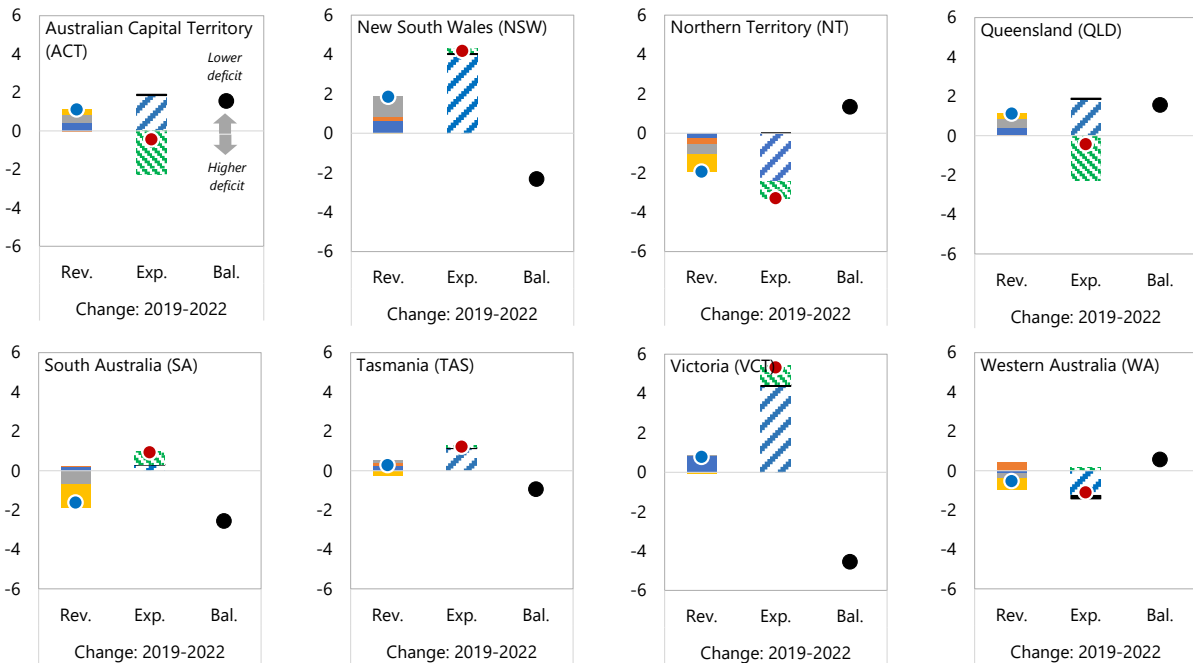 6
4
2
0
-2
-4
-6
Australian Capital Territory
(ACT)
Lower
deficit
Higher
deficit
Rev.
Exp.
Bal.
Change: 2019-2022
6
4
2
0
-2
-4
-6
New South Wales (NSW)
Rev.
Exp.
Bal.
Change: 2019-2022
6
4
2
0
-2
-4
-6
Northern Territory (NT)
Rev.
Exp.
Bal.
Change: 2019-2022
6
4
2
0
-2
-4
-6
Queensland (QLD)
Rev.
Exp.
Bal.
Change: 2019-2022
6
4
2
0
-2
-4
-6
South Australia (SA)
Rev.
Exp.
Bal.
Change: 2019-2022
6
4
2
0
-2
-4
-6
Tasmania (TAS)
Rev.
Exp.
Bal.
Change: 2019-2022
6
4
2
0
-2
-4
-6
Victoria (VCT)
Rev.
Exp.
Bal.
Change: 2019-2022
6
4
2
0
-2
-4
-6
Western Australia (WA)
Rev.
Exp.
Bal.
Change: 2019-2022